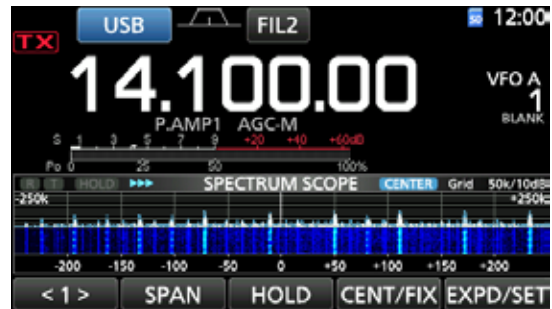 USB FIL2 12:00
TX
14.100.00
VFO A
1
BLANK
P.AMP1 AGC-M
S 1 3 5 7 9 +20 +40 +60dB
Po 0 25 50 100%
R T HOLD SPECTRUM SCOPE CENTER Grid 50k/10dB
-250k +250k
-200 -150 -100 -50 0 +50 +100 +150 +200
< 1 > SPAN HOLD CENT/FIX EXPD/SET